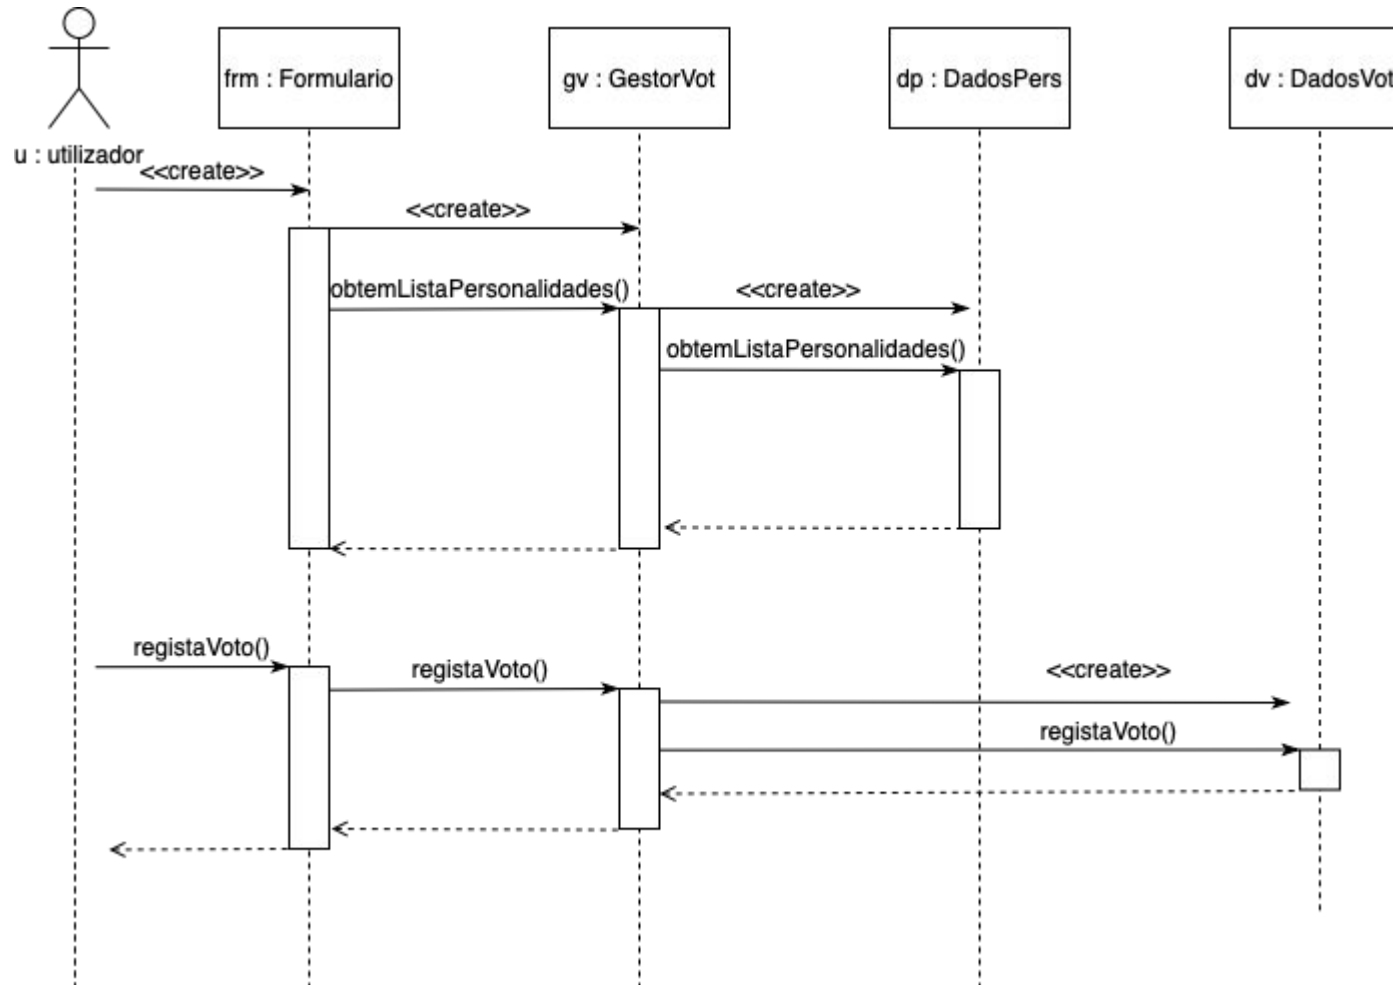 frm : Formulario
gv : GestorVot
dp : DadosPers
dv : DadosVot
u : utilizador
<<create>>
<<create>>
obtemListaPersonalidades()
<<create>>
obtemListaPersonalidades()
registaVoto()
registaVoto()
<<create>>
registaVoto()